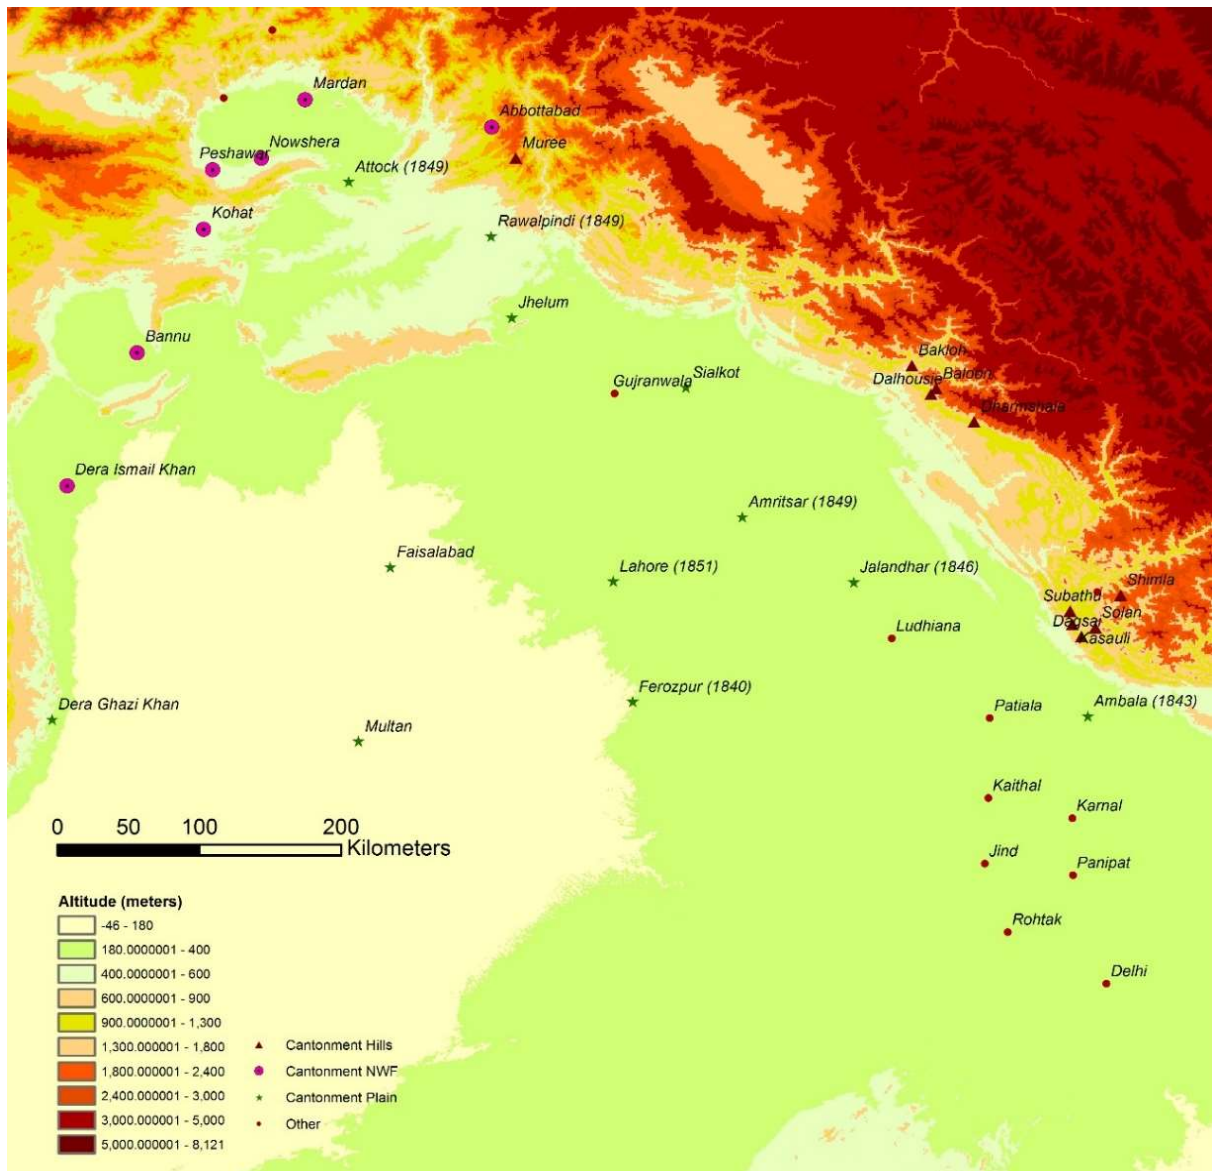 Mardan
Abbottabad
Nowshera
Muree
Peshawar
Attock (1849)
Kohat
Rawalpindi (1849)
Jhelum
Bannu
Bakloh
Sialkot
Dalhousie
Baloon
Gujranwala
Dharmshala
Dera Ismail Khan
Amritsar (1849)
Faisalabad
Lahore (1851)
Jalandhar (1846)
Shimla
Subathu
Solan
Dagsai
Ludhiana
Kasauli
Ferozpur (1840)
Dera Ghazi Khan
Patiala
Ambala (1843)
Multan
Kaithal
Karnal
0 50 100 200
Kilometers
Jind
Panipat
Altitude (meters)
-46 - 180
Rohtak
180.0000001 - 400
400.0000001 - 600
Delhi
600.0000001 - 900
900.0000001 - 1,300
1,300.000001 - 1,800
Cantonment Hills
1,800.000001 - 2,400
Cantonment NWF
2,400.000001 - 3,000
Cantonment Plain
3,000.000001 - 5,000
Other
5,000.000001 - 8,121